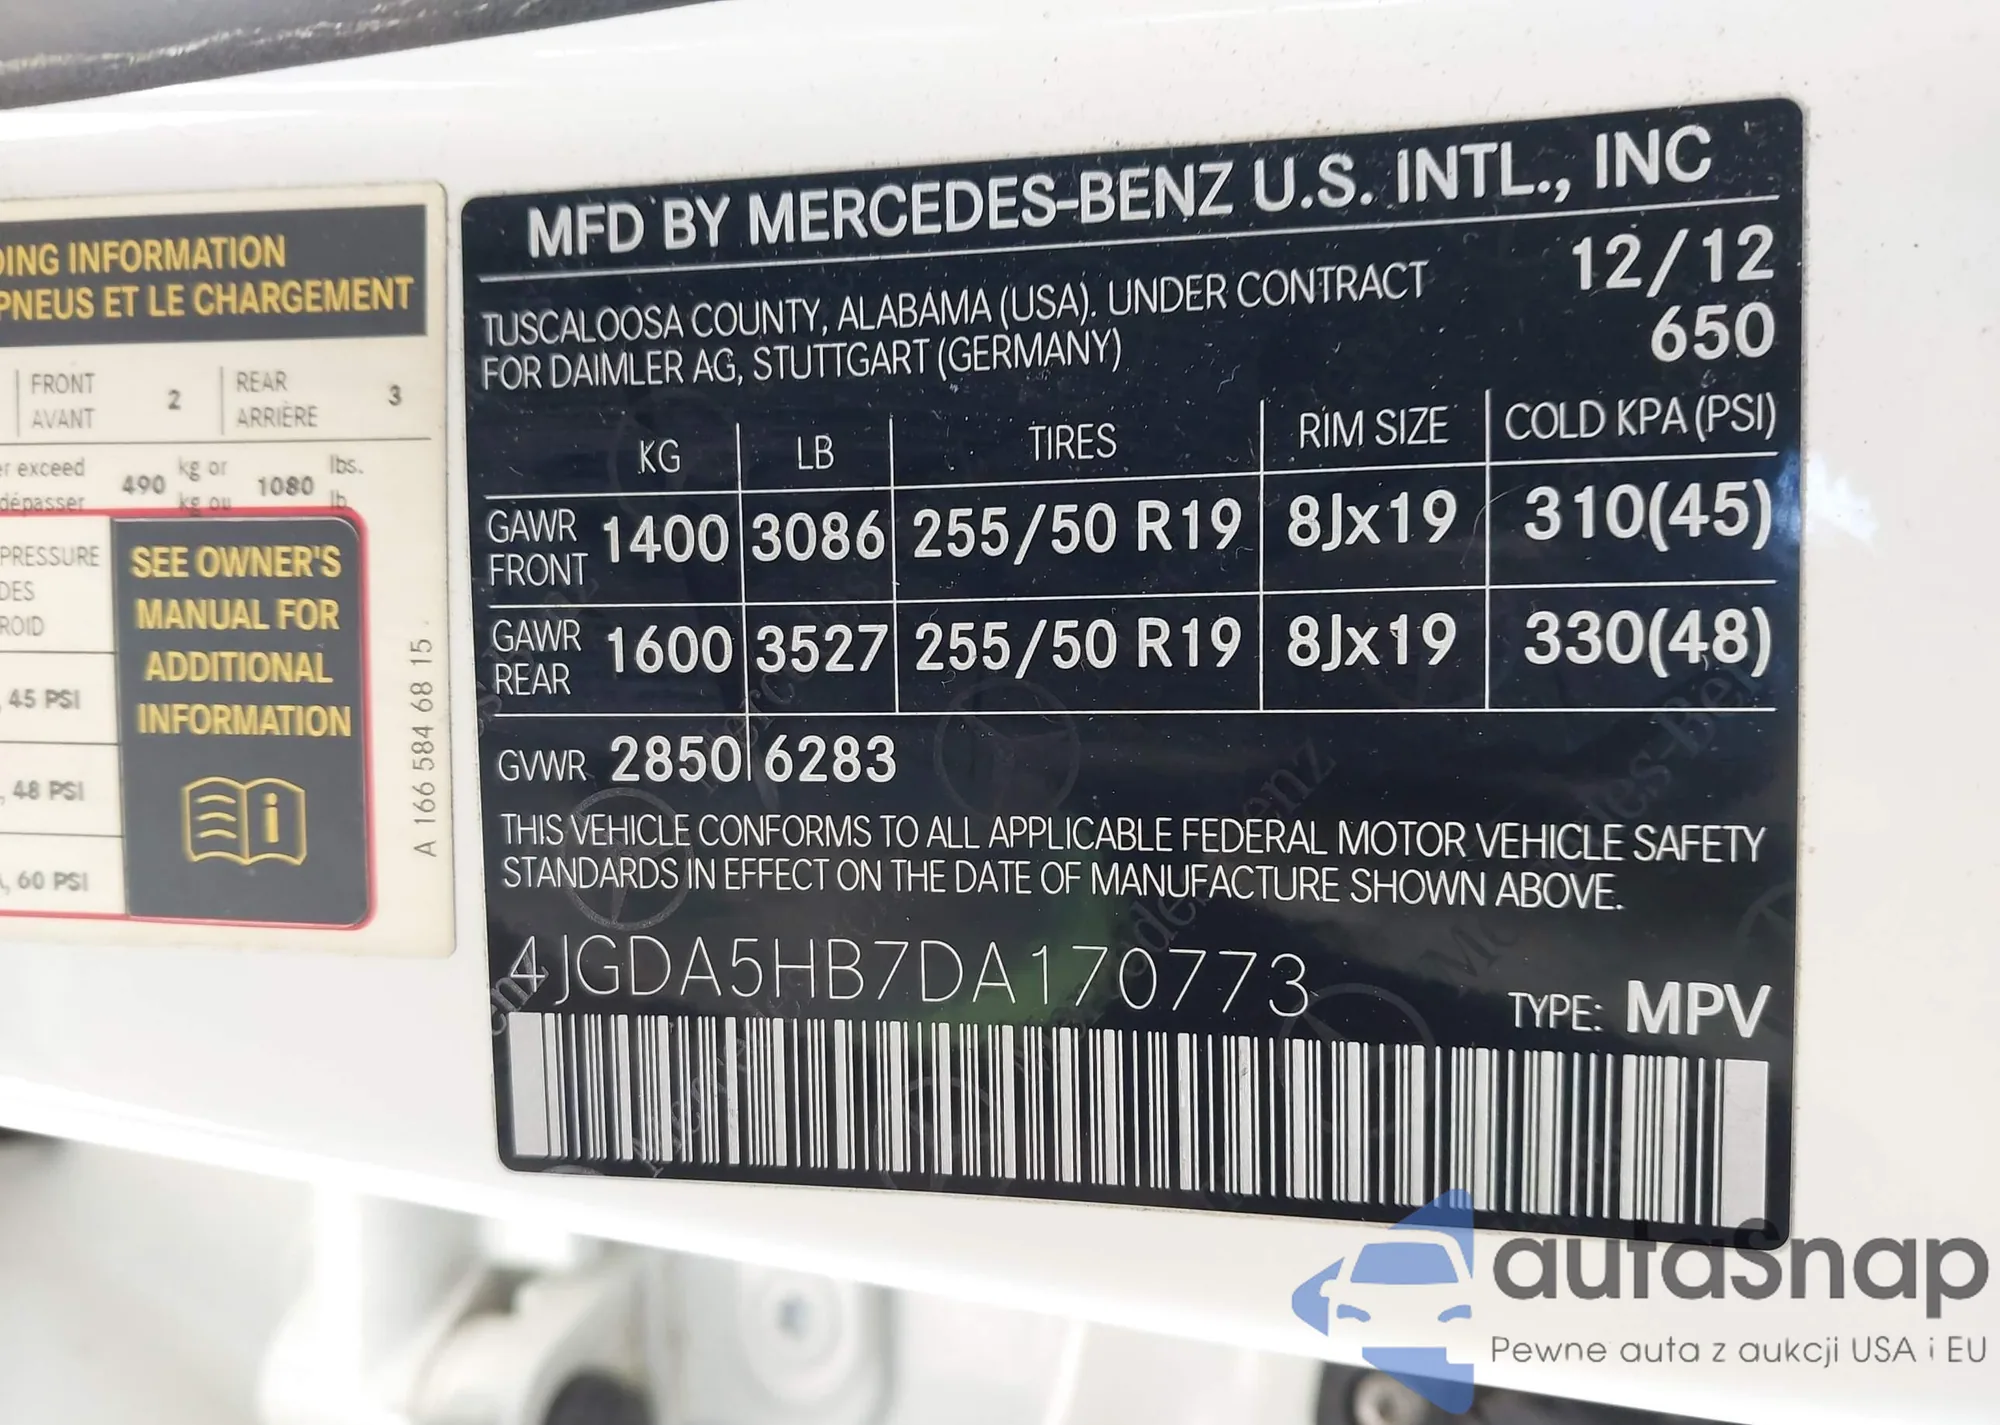 DING INFORMATION
PNEUS ET LE CHARGEMENT
FRONT
AVANT
2
REAR
ARRIÈRE
3
exceed
dépasser
490
kg or
kg ou
1080
lbs.
lb.
PRESSURE
DES
ROID
45 PSI
48 PSI
60 PSI
SEE OWNER'S
MANUAL FOR
ADDITIONAL
INFORMATION
A 166 584 68 15
MFD BY MERCEDES-BENZ U.S. INTL., INC
TUSCALOOSA COUNTY, ALABAMA (USA). UNDER CONTRACT
FOR DAIMLER AG, STUTTGART (GERMANY)
12/12
650
KG LB TIRES RIM SIZE COLD KPA (PSI)
GAWR FRONT 1400 3086 255/50 R19 8Jx19 310(45)
GAWR REAR 1600 3527 255/50 R19 8Jx19 330(48)
GVWR 2850 6283
THIS VEHICLE CONFORMS TO ALL APPLICABLE FEDERAL MOTOR VEHICLE SAFETY
STANDARDS IN EFFECT ON THE DATE OF MANUFACTURE SHOWN ABOVE.
4JGDA5HB7DA170773
TYPE: MPV
autaSnap
Pewne auta z aukcji USA i EU